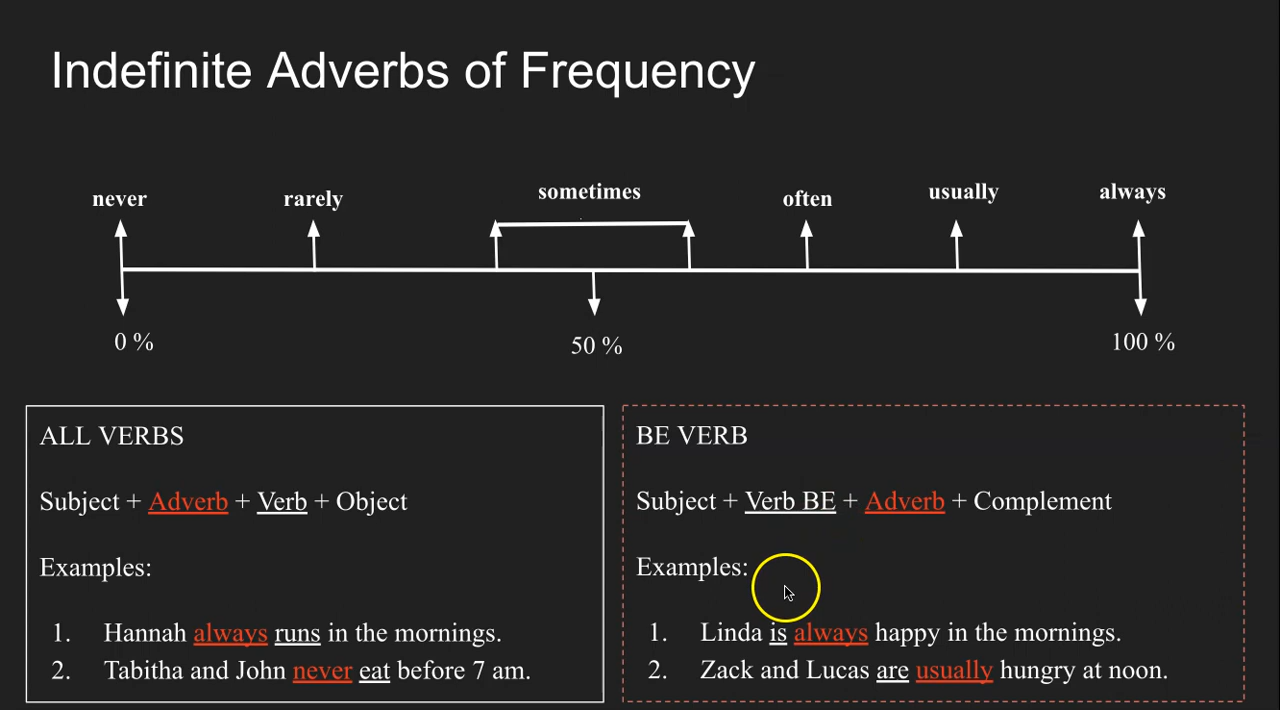 Indefinite Adverbs of Frequency
never rarely sometimes often usually always
0 % 50 % 100 %
ALL VERBS
Subject + Adverb + Verb + Object
Examples:
1. Hannah always runs in the mornings.
2. Tabitha and John never eat before 7 am.
BE VERB
Subject + Verb BE + Adverb + Complement
Examples:
1. Linda is always happy in the mornings.
2. Zack and Lucas are usually hungry at noon.